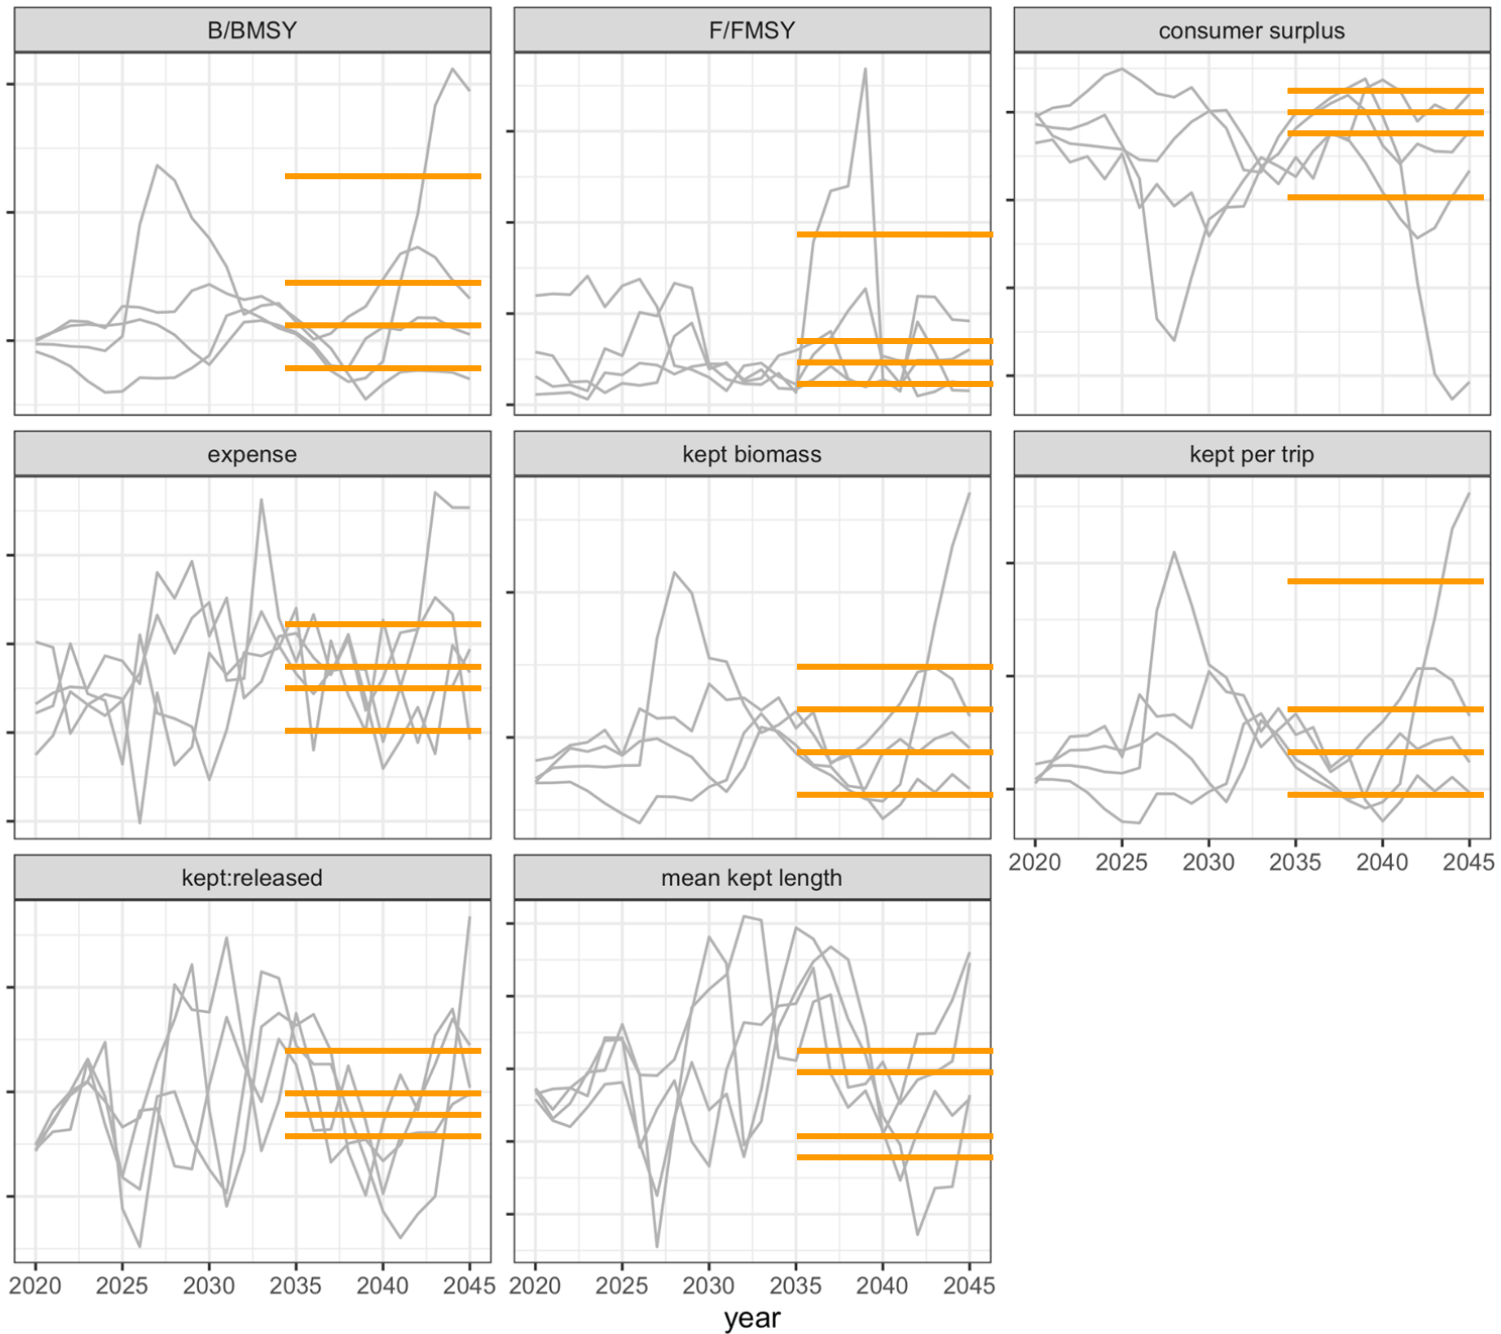 B/BMSY
F/FMSY
consumer surplus
expense
kept biomass
kept per trip
2020 2025 2030 2035 2040 2045
kept:released
mean kept length
2020 2025 2030 2035 2040 2045
2020 2025 2030 2035 2040 2045
year